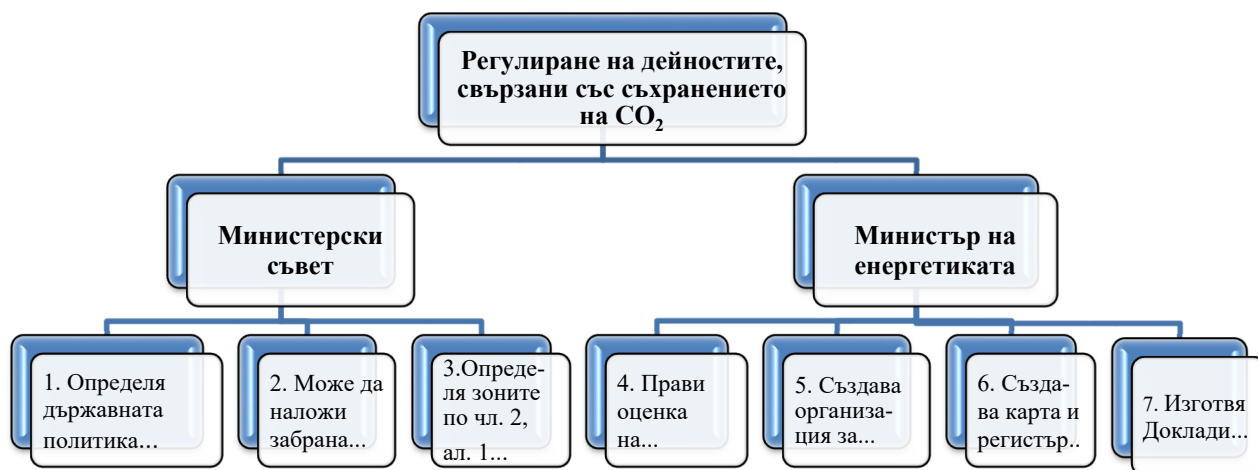 Регулиране на дейностите,
свързани със съхранението
на CO₂
Министерски
съвет
Министър на
енергетиката
1. Определя
държавната
политика...
2. Може да
наложи
забрана...
3.Опреде-
ля зоните
по чл. 2,
ал. 1...
4. Прави
оценка
на...
5. Създава
организа-
ция за...
6. Създа-
ва карта и
регистър..
7. Изготвя
Доклади...